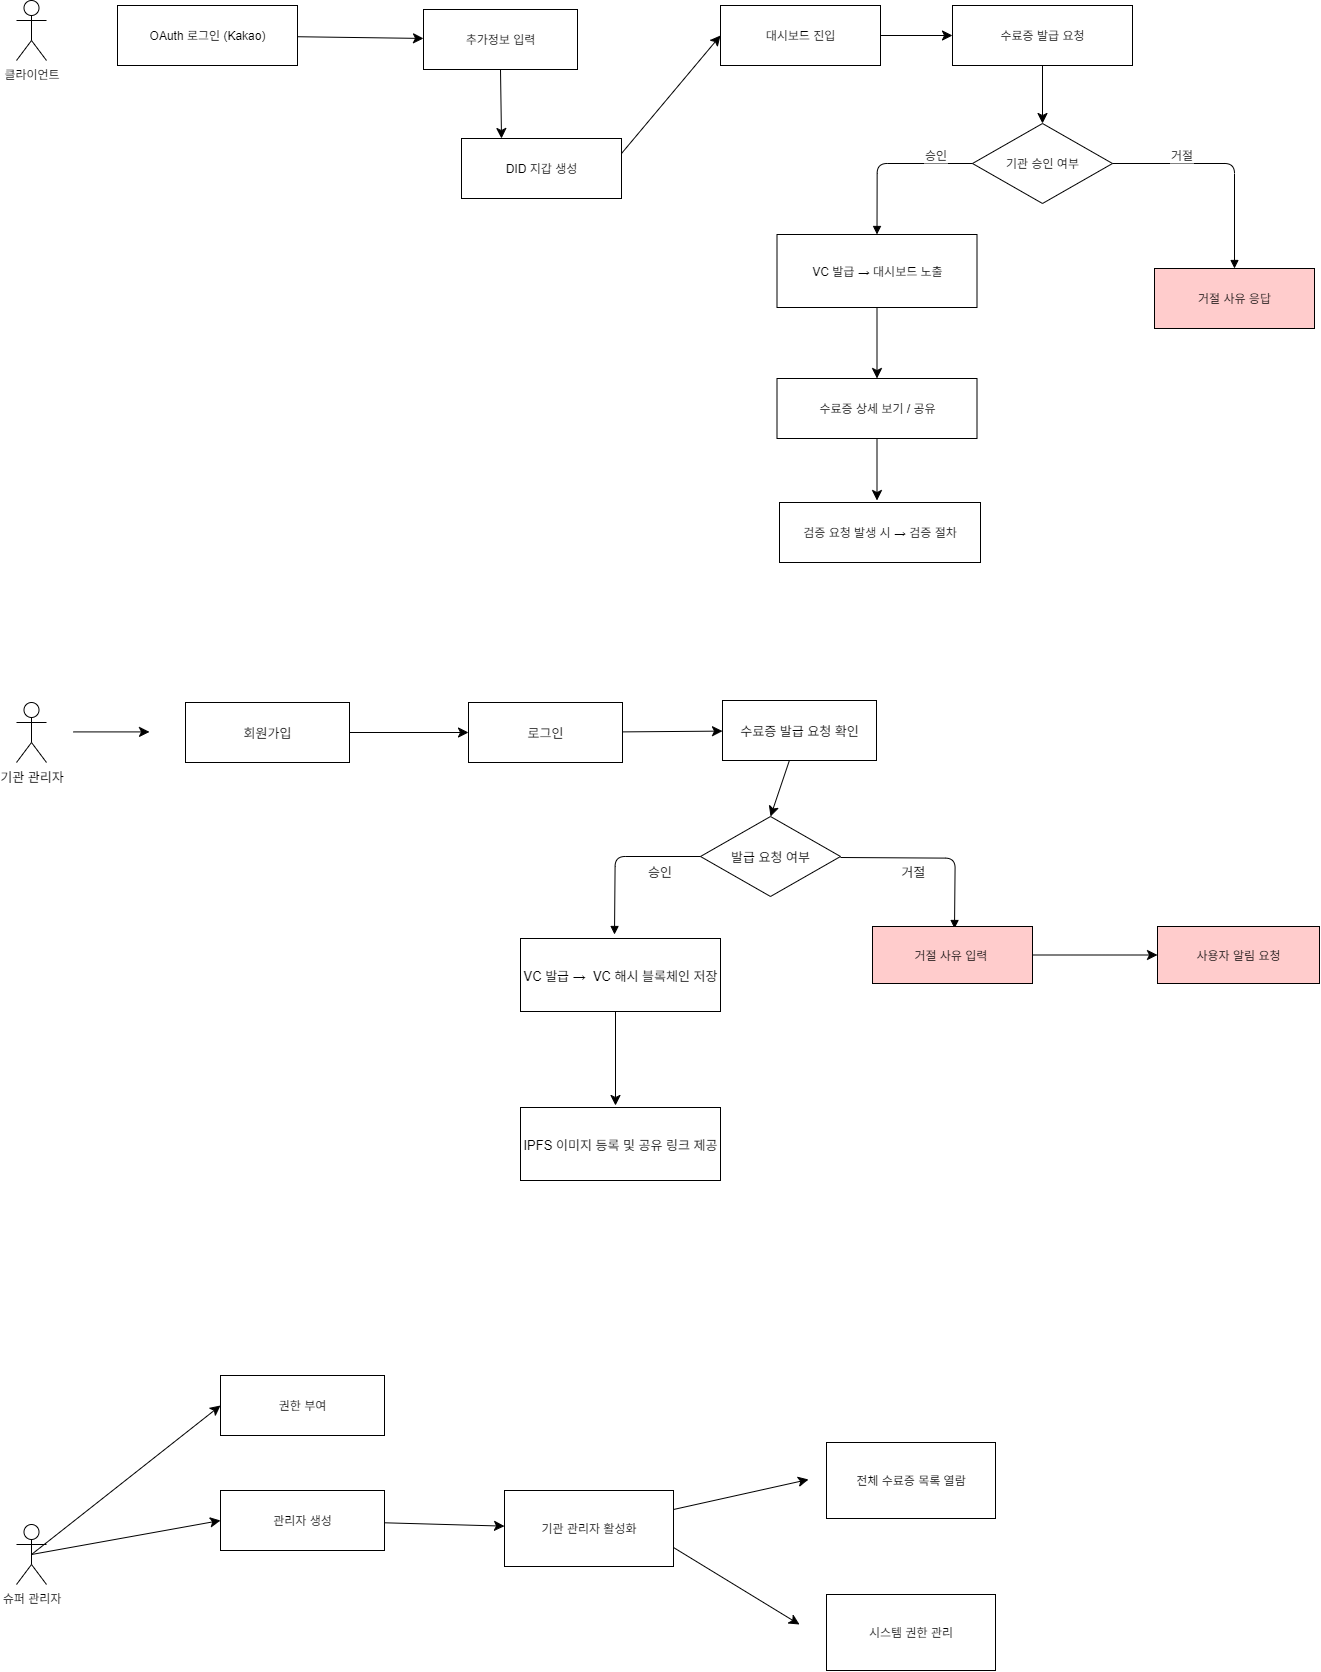 클라이언트
OAuth 로그인 (Kakao)
추가정보 입력
DID 지갑 생성
대시보드 진입
수료증 발급 요청
기관 승인 여부
승인
거절
VC 발급 → 대시보드 노출
거절 사유 응답
수료증 상세 보기 / 공유
검증 요청 발생 시 → 검증 절차
기관 관리자
회원가입
로그인
수료증 발급 요청 확인
발급 요청 여부
승인
거절
VC 발급 → VC 해시 블록체인 저장
거절 사유 입력
사용자 알림 요청
IPFS 이미지 등록 및 공유 링크 제공
슈퍼 관리자
권한 부여
관리자 생성
기관 관리자 활성화
전체 수료증 목록 열람
시스템 권한 관리